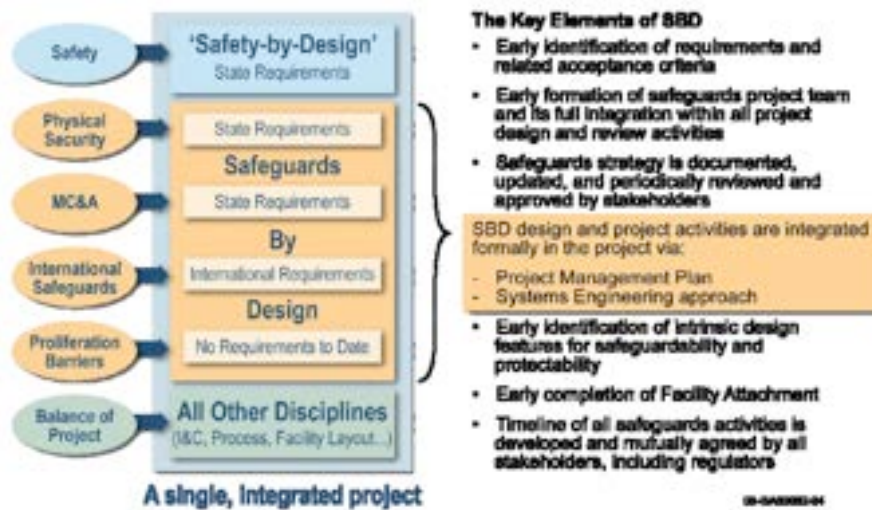 Safety
'Safety-by-Design'
State Requirements
Physical
Security
State Requirements
Safeguards
MC&A
State Requirements
By
International
Safeguards
International Requirements
Design
Proliferation
Barriers
No Requirements to Date
Balance of
Project
All Other Disciplines
(I&C, Process, Facility Layout...)
A single, integrated project
The Key Elements of SBD
• Early identification of requirements and
related acceptance criteria
• Early formation of safeguards project team
and its full integration within all project
design and review activities
• Safeguards strategy is documented,
updated, and periodically reviewed and
approved by stakeholders
SBD design and project activities are integrated
formally in the project via:
- Project Management Plan
- Systems Engineering approach
• Early identification of intrinsic design
features for safeguardability and
protectability
• Early completion of Facility Attachment
• Timeline of all safeguards activities is
developed and mutually agreed by all
stakeholders, including regulators